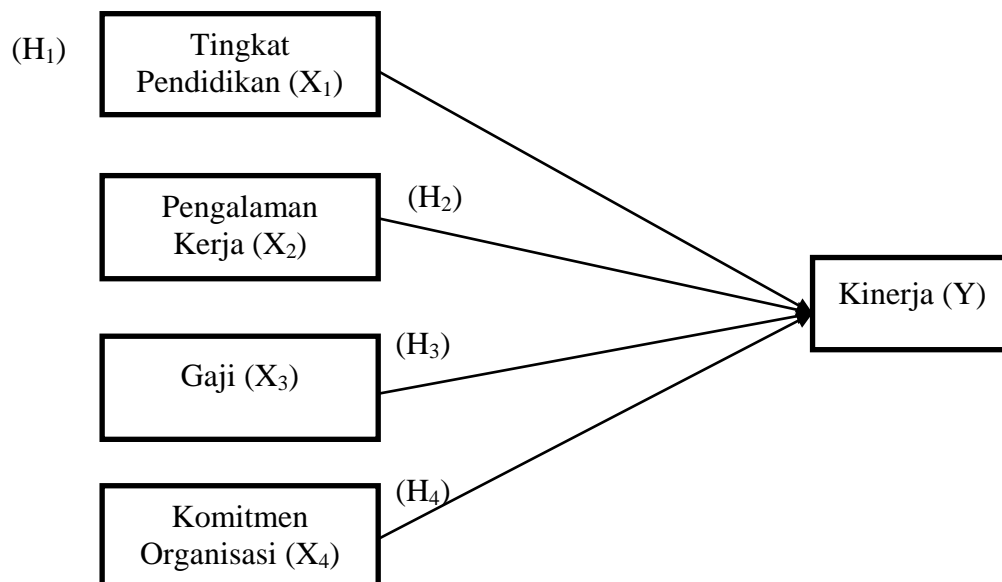 (H₁)
Tingkat
Pendidikan (X₁)
Pengalaman
Kerja (X₂)
(H₂)
Kinerja (Y)
Gaji (X₃)
(H₃)
Komitmen
Organisasi (X₄)
(H₄)